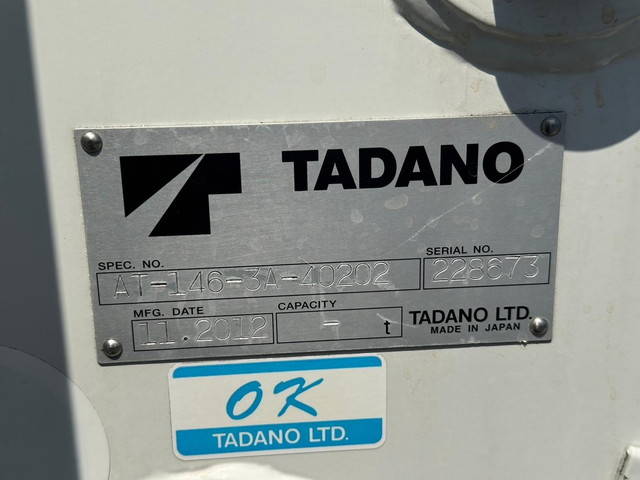 TADANO
SPEC. NO. SERIAL NO.
AT-146-3A-40202 228673
MFG. DATE CAPACITY
11.2012 - t TADANO LTD.
MADE IN JAPAN
OK
TADANO LTD.